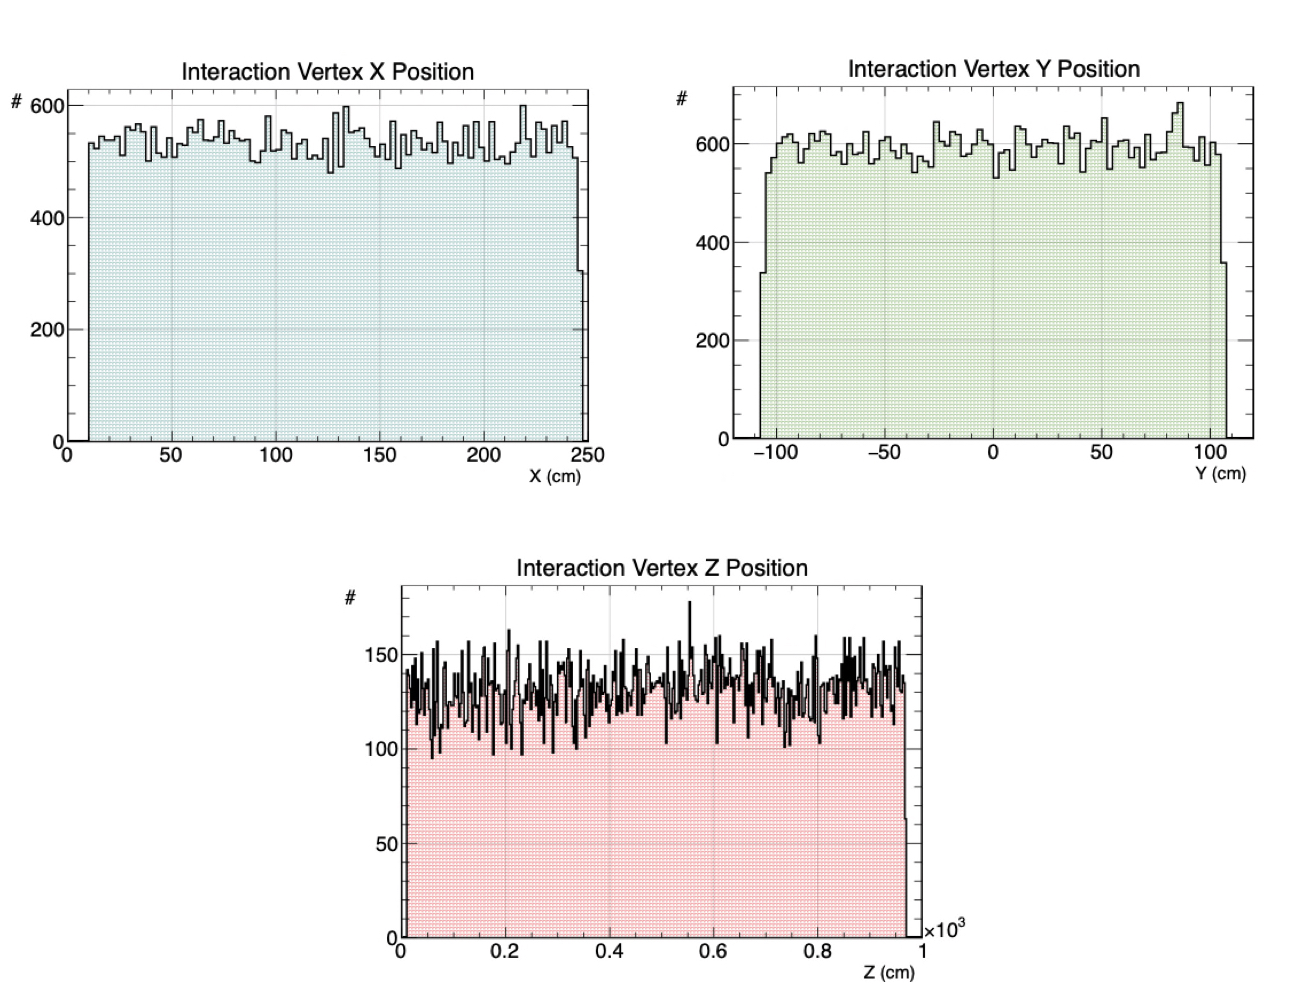 Interaction Vertex X Position
#
600
400
200
0
0 50 100 150 200 250
X (cm)
Interaction Vertex Y Position
#
600
400
200
0
−100 −50 0 50 100
Y (cm)
Interaction Vertex Z Position
#
150
100
50
0
0 0.2 0.4 0.6 0.8 1
×10³
Z (cm)